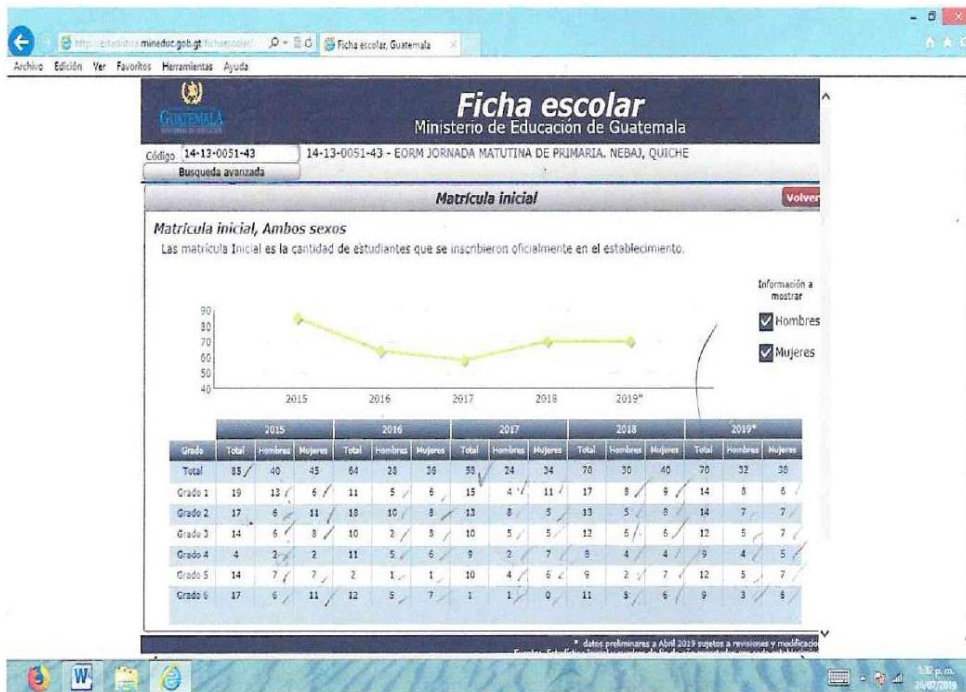 mineduc.gob.gt
Ficha escolar, Guatemala
Archivo Edición Ver Favoritos Herramientas Ayuda
GUATEMALA
Ficha escolar
Ministerio de Educación de Guatemala
Código 14-13-0051-43 14-13-0051-43 - EORM JORNADA MATUTINA DE PRIMARIA. NEBAJ, QUICHE
Busqueda avanzada
Matrícula inicial Volver
Matrícula inicial, Ambos sexos
Las matrícula Inicial es la cantidad de estudiantes que se inscribieron oficialmente en el establecimiento.
Información a
mostrar
Hombres
Mujeres
90
80
70
60
50
40
2015 2016 2017 2018 2019*
2015 2016 2017 2018 2019*
Grado Total Hombres Mujeres Total Hombres Mujeres Total Hombres Mujeres Total Hombres Mujeres Total Hombres Mujeres
Total 85 40 45 64 28 36 58 24 34 70 30 40 70 32 38
Grado 1 19 13 6 11 5 6 15 4 11 17 8 9 14 8 6
Grado 2 17 6 11 18 10 8 13 8 5 13 5 8 14 7 7
Grado 3 14 6 8 10 2 8 10 5 5 12 6 6 12 5 7
Grado 4 4 2 2 11 5 6 9 2 7 8 4 4 9 4 5
Grado 5 14 7 7 2 1 1 10 4 6 9 2 7 12 5 7
Grado 6 17 6 11 12 5 7 1 1 0 11 5 6 9 3 6
* datos preliminares a Abril 2019 sujetos a revisiones y modificacio
1:32 p.m.